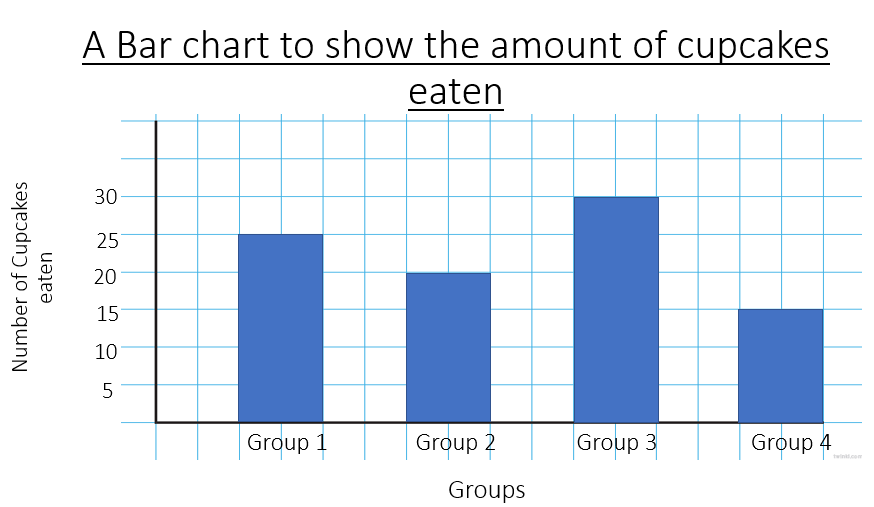 A Bar chart to show the amount of cupcakes
eaten
Number of Cupcakes
eaten
30
25
20
15
10
5
Group 1 Group 2 Group 3 Group 4
Groups